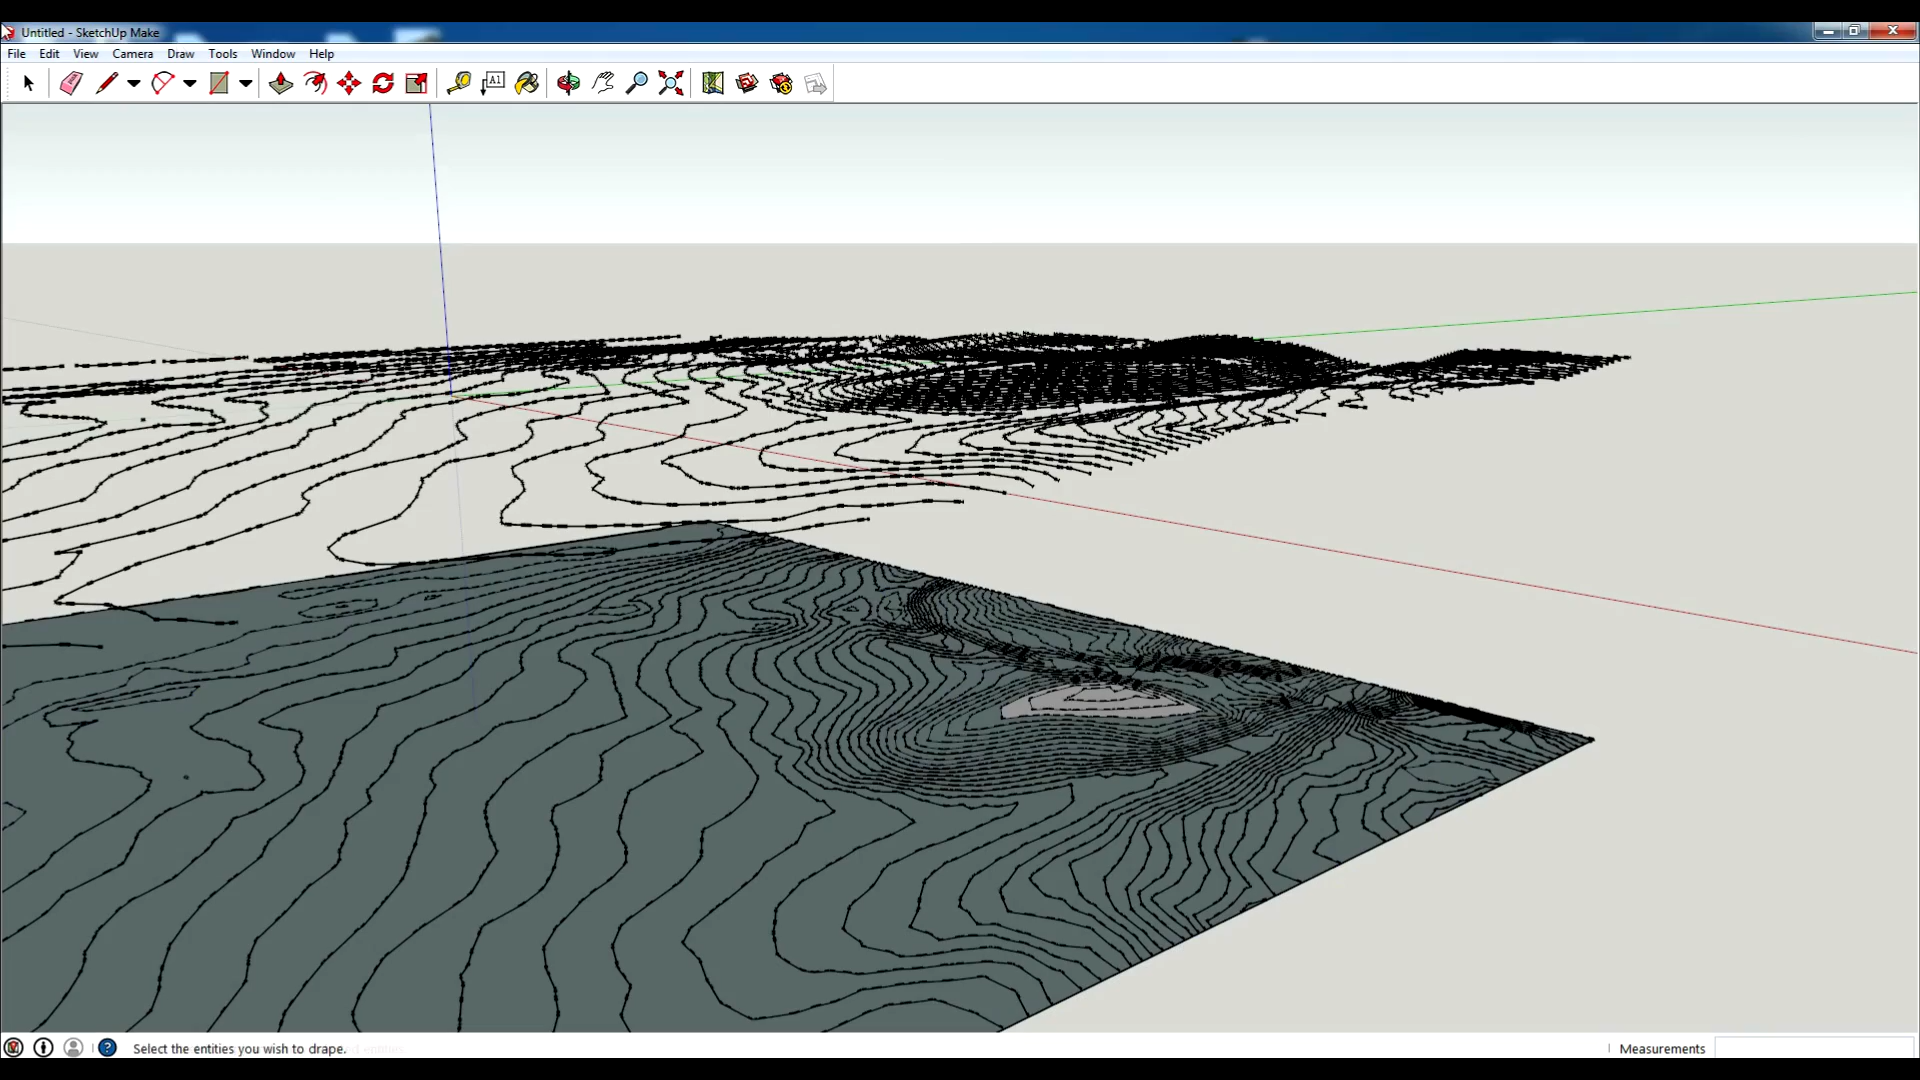 Untitled - SketchUp Make
File Edit View Camera Draw Tools Window Help
A1
Select the entities you wish to drape.
Measurements